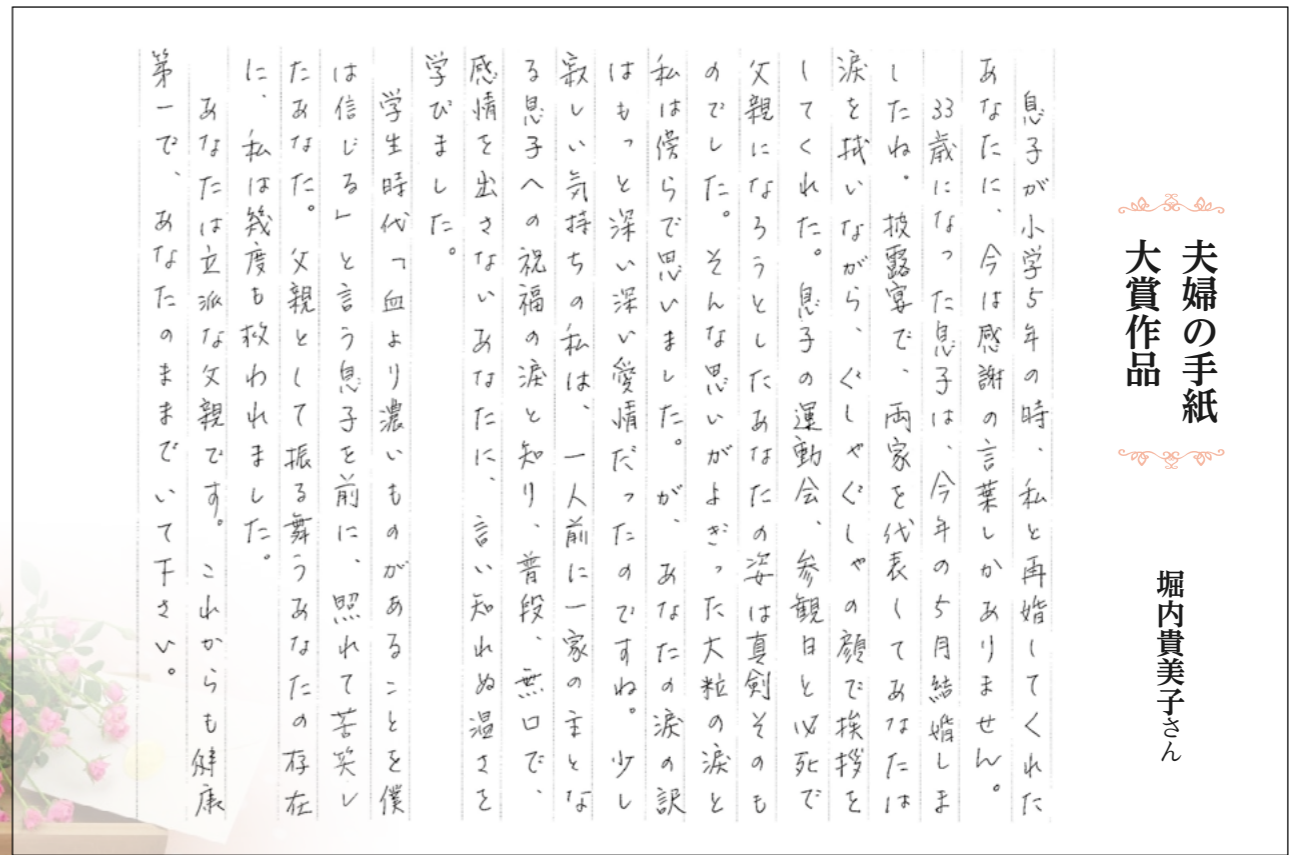 夫婦の手紙
大賞作品
堀内貴美子さん
息子が小学5年の時、私と再婚してくれた
あなたに、今は感謝の言葉しかありません。
33歳になった息子は、今年の5月結婚しま
したね。披露宴で、両家を代表してあなたは
涙を拭いながら、ぐしゃぐしゃの顔で挨拶を
してくれた。息子の運動会、参観日と必死で
父親になろうとしたあなたの姿は真剣そのも
のでした。そんな思いがよぎった大粒の涙と
私は傍らで思いました。が、あなたの涙の訳
はもっと深い深い愛情だったのですね。少し
寂しい気持ちの私は、一人前に一家の主とな
る息子への祝福の涙と知り、普段、無口で、
感情を出さないあなたに、言い知れぬ温さを
学びました。
学生時代「血より濃いものがあることを僕
は信じる」と言う息子を前に、照れて苦笑し
たあなた。父親として振る舞うあなたの存在
に、私は幾度も救われました。
あなたは立派な父親です。これからも健康
第一で、あなたのままでいて下さい。